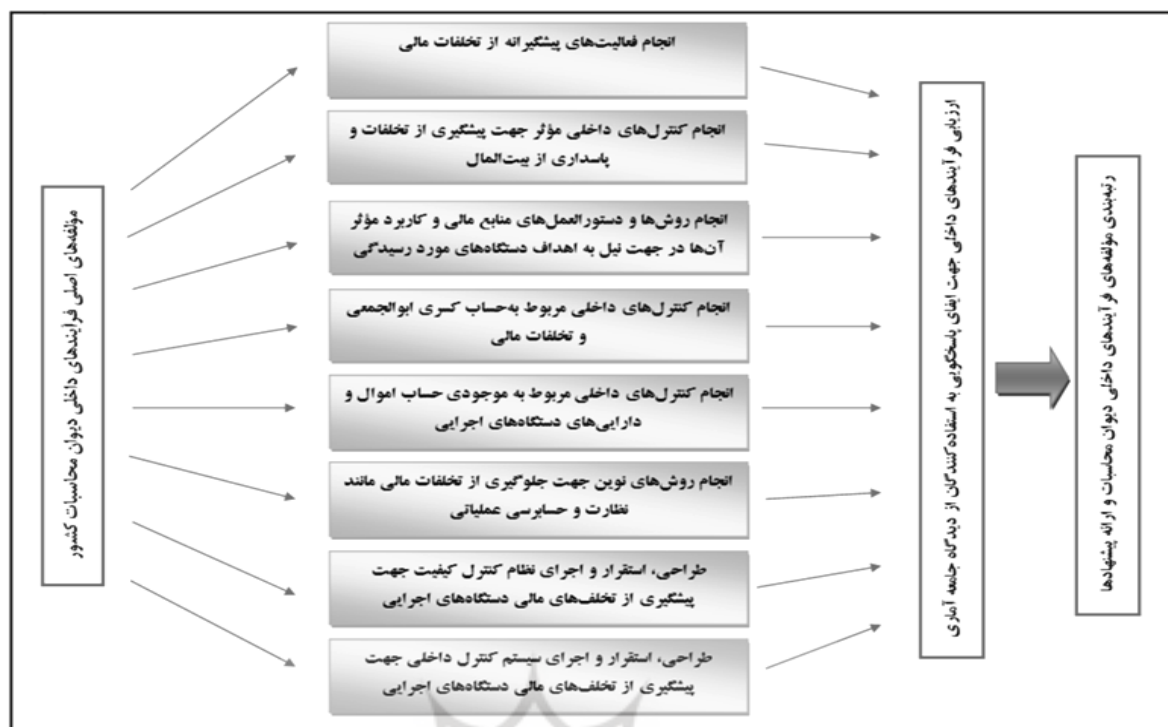 مؤلفه‌های اصلی فرآیندهای داخلی دیوان محاسبات کشور
انجام فعالیت‌های پیشگیرانه از تخلفات مالی
انجام کنترل‌های داخلی مؤثر جهت پیشگیری از تخلفات و
پاسداری از بیت‌المال
انجام روش‌ها و دستورالعمل‌های منابع مالی و کاربرد مؤثر
آن‌ها در جهت نیل به اهداف دستگاه‌های مورد رسیدگی
انجام کنترل‌های داخلی مربوط به‌حساب کسری ابوالجمعی
و تخلفات مالی
انجام کنترل‌های داخلی مربوط به موجودی حساب اموال و
دارایی‌های دستگاه‌های اجرایی
انجام روش‌های نوین جهت جلوگیری از تخلفات مالی مانند
نظارت و حسابرسی عملیاتی
طراحی، استقرار و اجرای نظام کنترل کیفیت جهت
پیشگیری از تخلف‌های مالی دستگاه‌های اجرایی
طراحی، استقرار و اجرای سیستم کنترل داخلی جهت
پیشگیری از تخلف‌های مالی دستگاه‌های اجرایی
ارزیابی فرآیندهای داخلی جهت ایفای پاسخگویی به استفاده‌کنندگان از دیدگاه جامعه آماری
رتبه‌بندی مولفه‌های فرآیندهای داخلی دیوان محاسبات و ارائه پیشنهادها